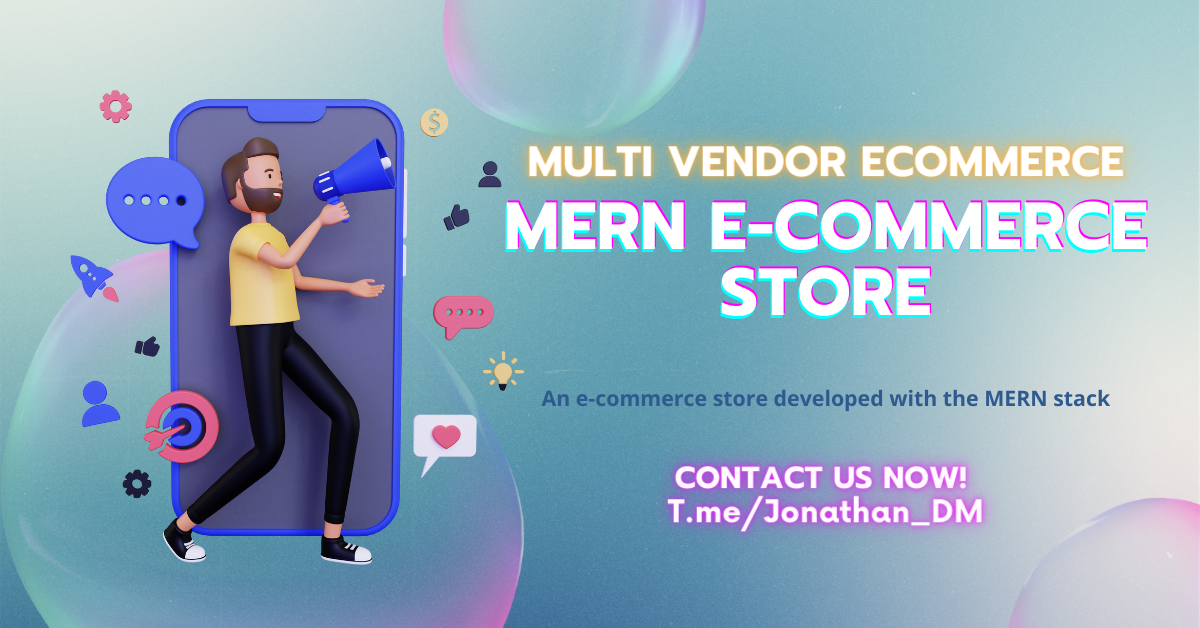 MULTI VENDOR ECOMMERCE
MERN E-COMMERCE
STORE
An e-commerce store developed with the MERN stack
CONTACT US NOW!
T.me/Jonathan_DM